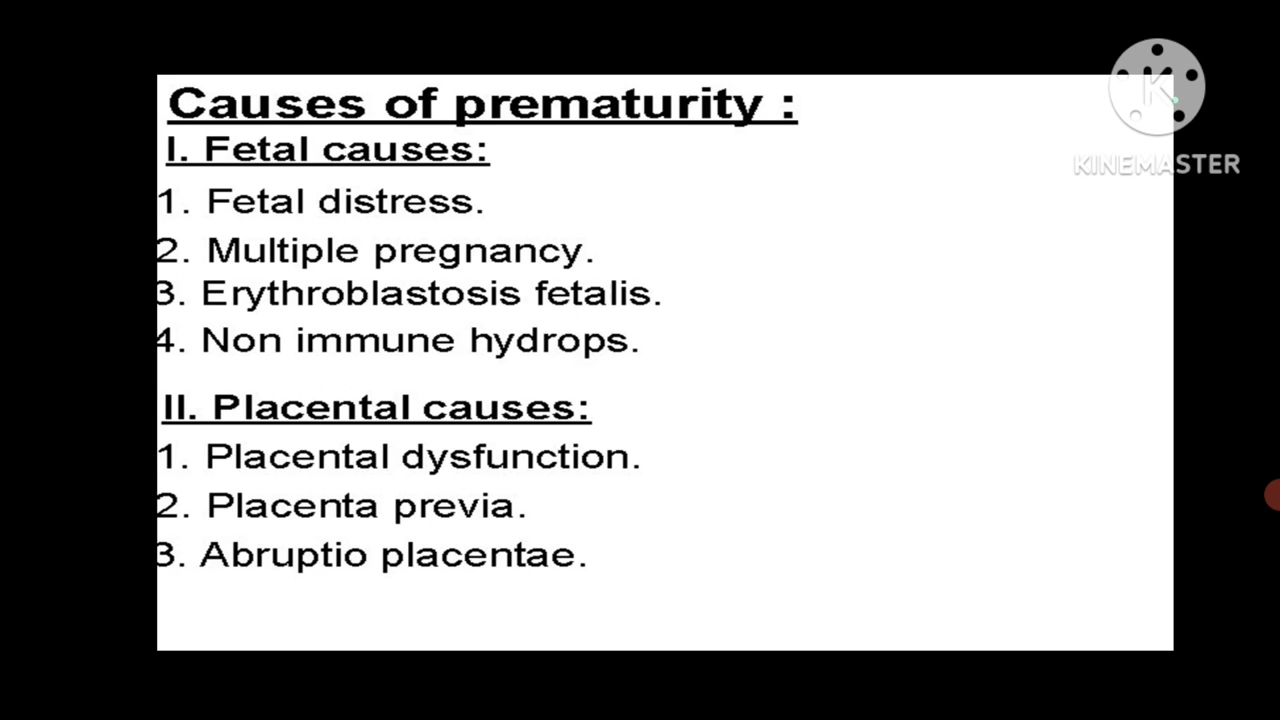 Causes of prematurity :
I. Fetal causes:
1. Fetal distress.
2. Multiple pregnancy.
3. Erythroblastosis fetalis.
4. Non immune hydrops.
II. Placental causes:
1. Placental dysfunction.
2. Placenta previa.
3. Abruptio placentae.
K
KINEMASTER